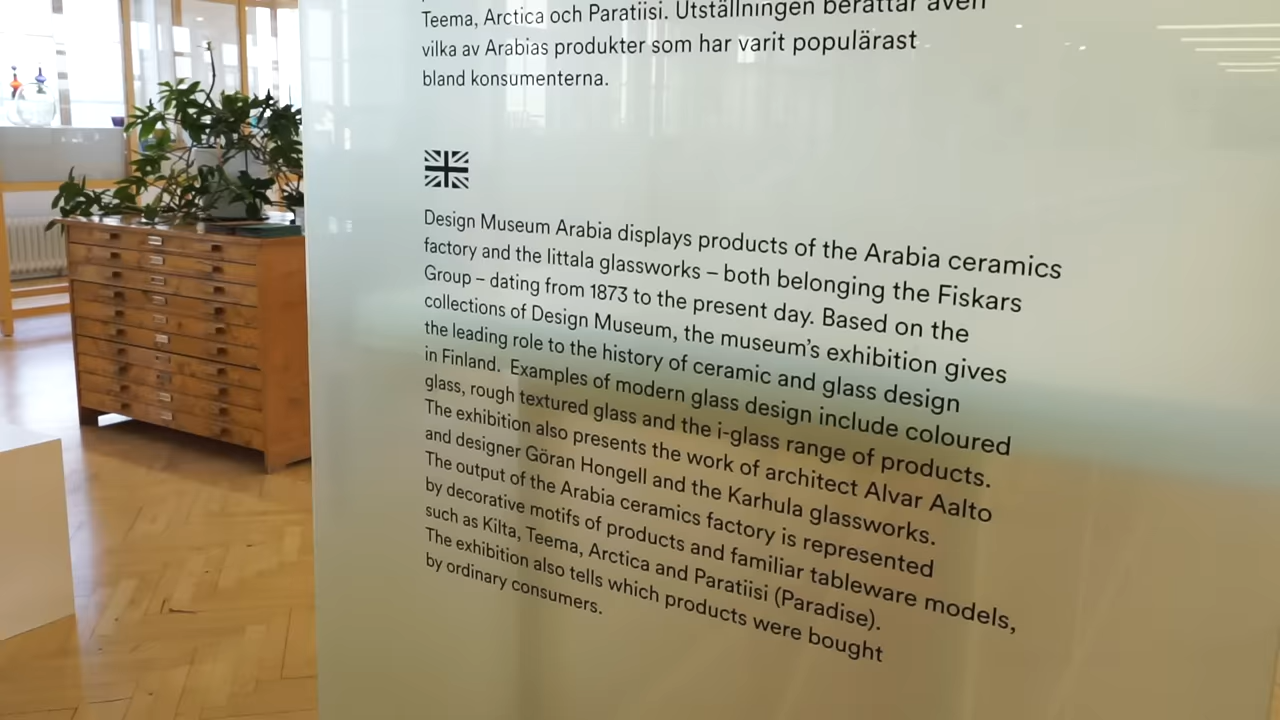 Teema, Arctica och Paratiisi. Utställningen berättar även
vilka av Arabias produkter som har varit populärast
bland konsumenterna.
Design Museum Arabia displays products of the Arabia ceramics
factory and the Iittala glassworks – both belonging the Fiskars
Group – dating from 1873 to the present day. Based on the
collections of Design Museum, the museum's exhibition gives
the leading role to the history of ceramic and glass design
in Finland. Examples of modern glass design include coloured
glass, rough textured glass and the i-glass range of products.
The exhibition also presents the work of architect Alvar Aalto
and designer Göran Hongell and the Karhula glassworks.
The output of the Arabia ceramics factory is represented
by decorative motifs of products and familiar tableware models,
such as Kilta, Teema, Arctica and Paratiisi (Paradise).
The exhibition also tells which products were bought
by ordinary consumers.